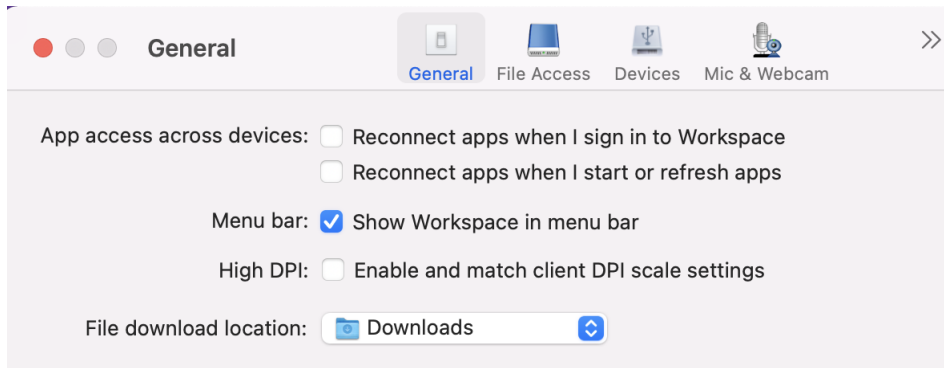 General
General File Access Devices Mic & Webcam
App access across devices: Reconnect apps when I sign in to Workspace
Reconnect apps when I start or refresh apps
Menu bar: Show Workspace in menu bar
High DPI: Enable and match client DPI scale settings
File download location: Downloads